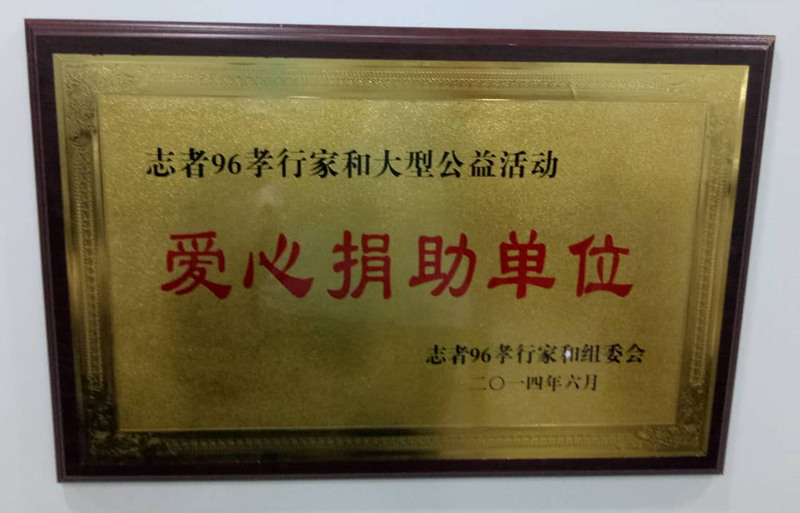 志者96孝行家和大型公益活动
爱心捐助单位
志者96孝行家和组委会
二〇一四年六月